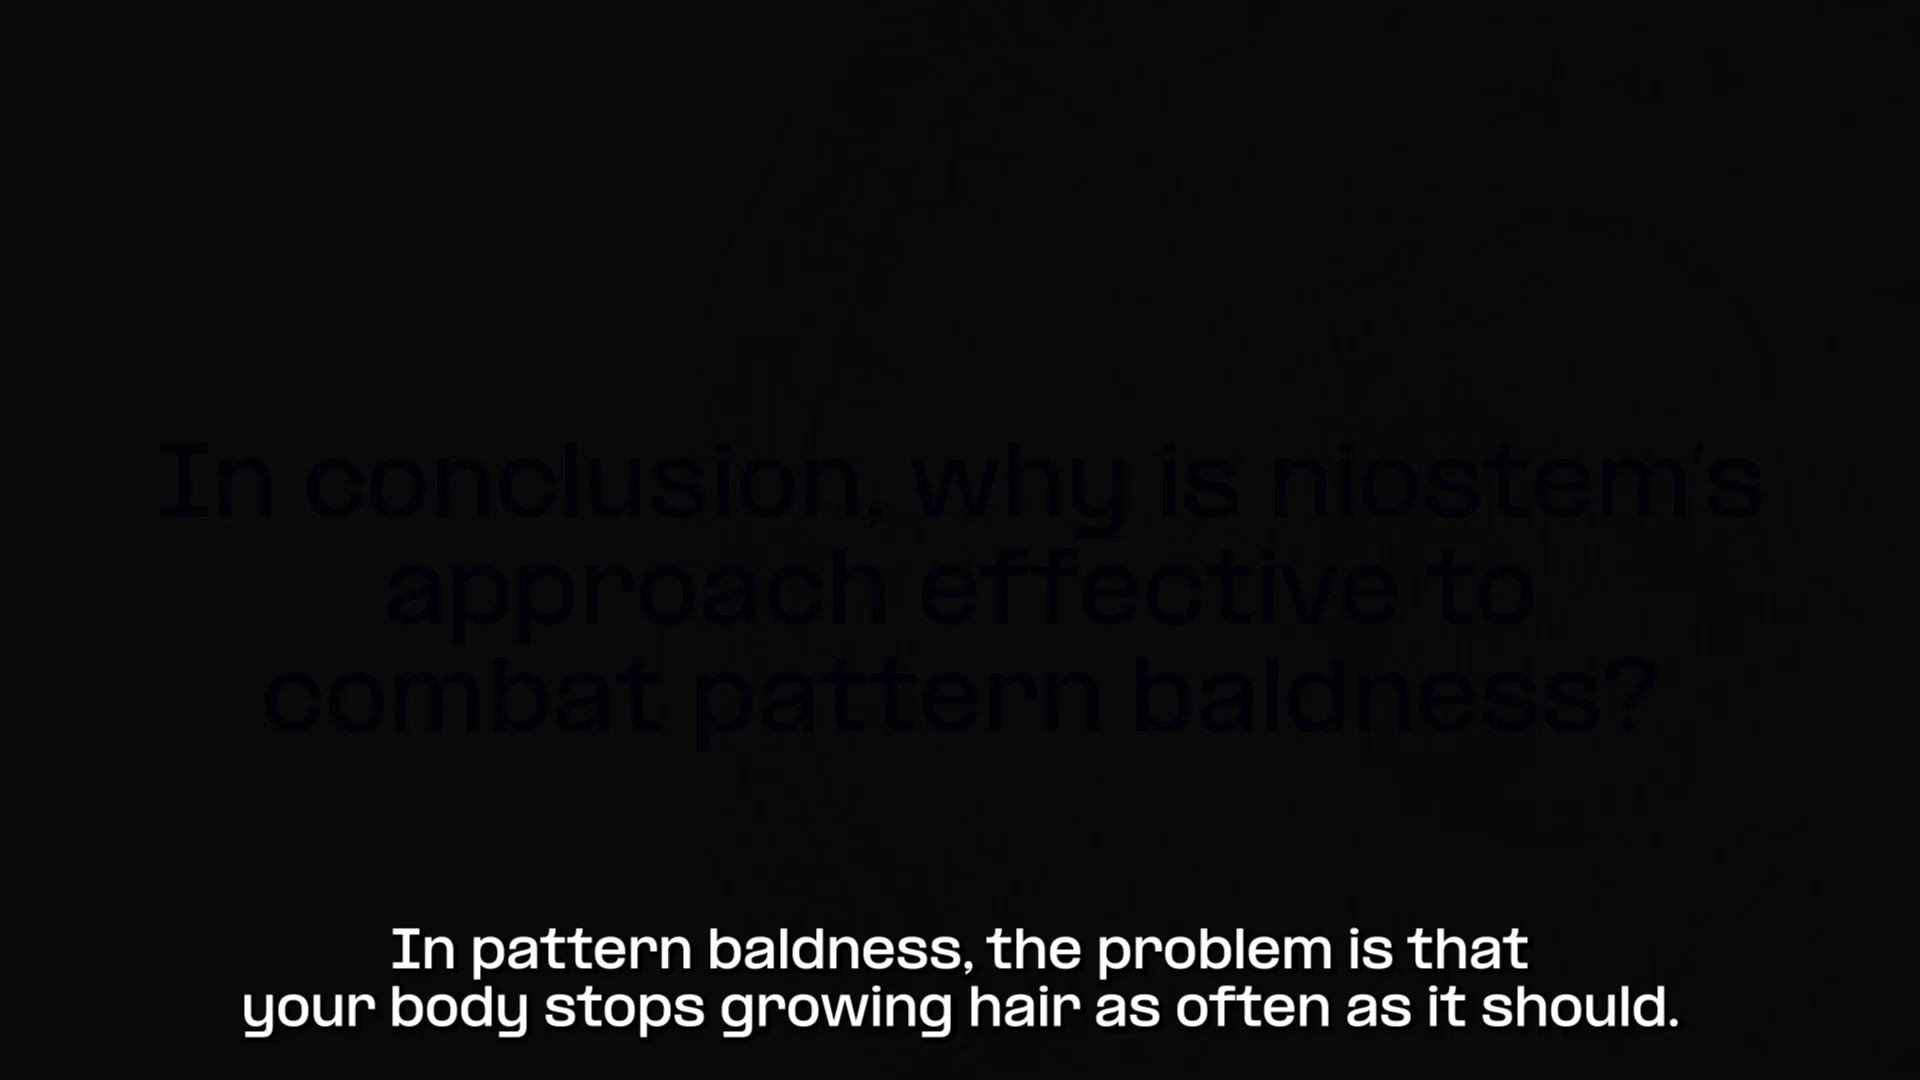 In conclusion, why is niostem's
approach effective to
combat pattern baldness?
In pattern baldness, the problem is that
your body stops growing hair as often as it should.